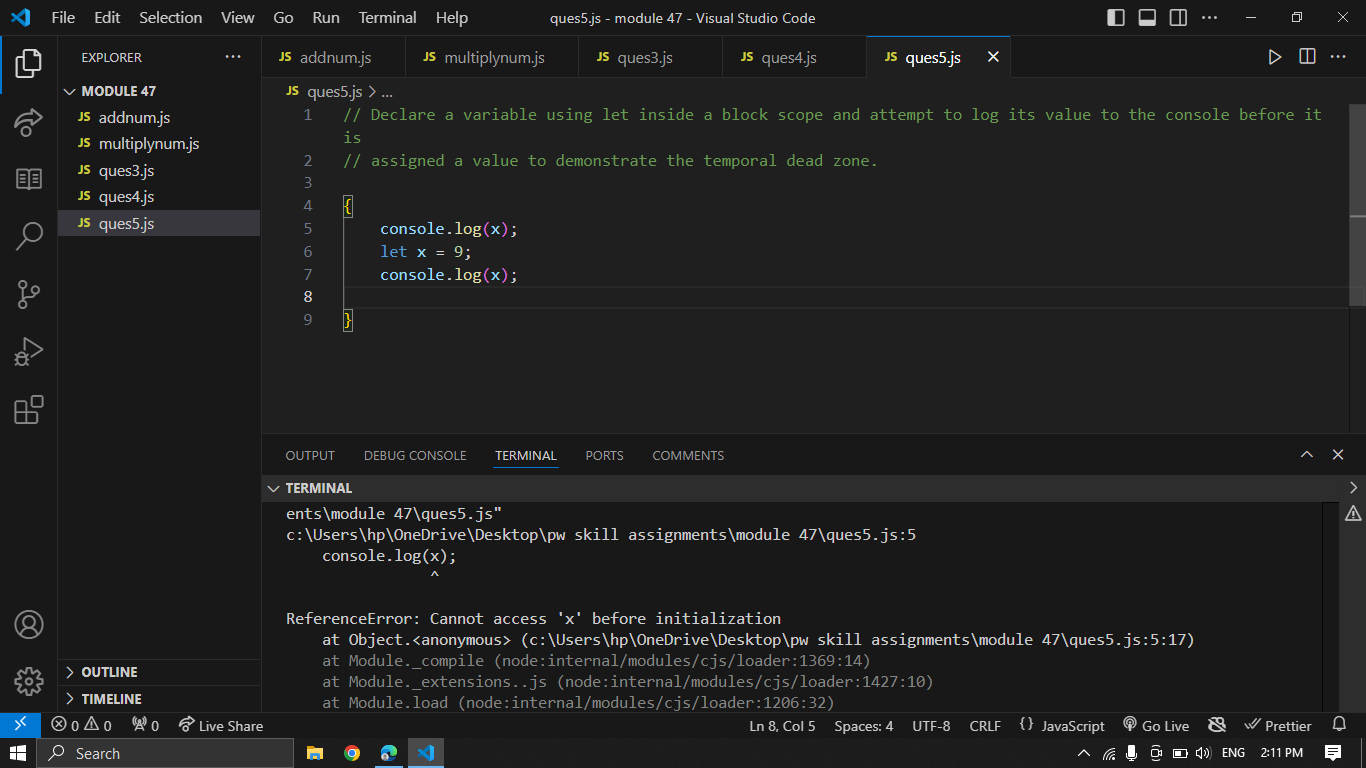 File Edit Selection View Go Run Terminal Help ques5.js - module 47 - Visual Studio Code
EXPLORER
JS addnum.js JS multiplynum.js JS ques3.js JS ques4.js JS ques5.js
MODULE 47
JS addnum.js
JS multiplynum.js
JS ques3.js
JS ques4.js
JS ques5.js
JS ques5.js > ...
1 // Declare a variable using let inside a block scope and attempt to log its value to the console before it
is
2 // assigned a value to demonstrate the temporal dead zone.
3
4 {
5 console.log(x);
6 let x = 9;
7 console.log(x);
8
9 }
OUTPUT DEBUG CONSOLE TERMINAL PORTS COMMENTS
TERMINAL
ents\module 47\ques5.js"
c:\Users\hp\OneDrive\Desktop\pw skill assignments\module 47\ques5.js:5
console.log(x);
^
ReferenceError: Cannot access 'x' before initialization
at Object.<anonymous> (c:\Users\hp\OneDrive\Desktop\pw skill assignments\module 47\ques5.js:5:17)
at Module._compile (node:internal/modules/cjs/loader:1369:14)
at Module._extensions..js (node:internal/modules/cjs/loader:1427:10)
at Module.load (node:internal/modules/cjs/loader:1206:32)
OUTLINE
TIMELINE
0 0 0 Live Share Ln 8, Col 5 Spaces: 4 UTF-8 CRLF {} JavaScript Go Live Prettier
Search ENG 2:11 PM